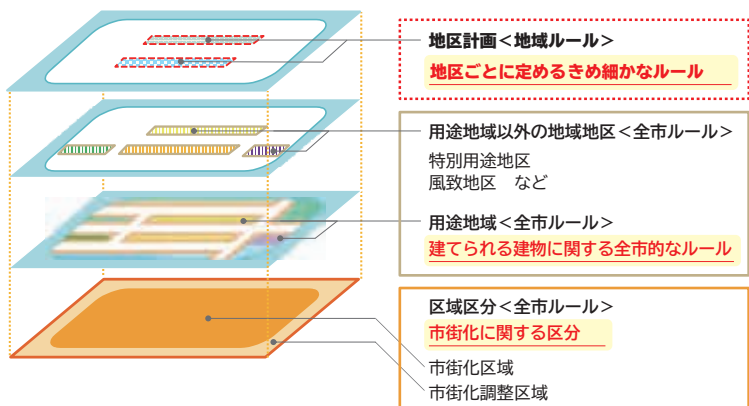 地区計画＜地域ルール＞
地区ごとに定めるきめ細かなルール
用途地域以外の地域地区＜全市ルール＞
特別用途地区
風致地区　など
用途地域＜全市ルール＞
建てられる建物に関する全市的なルール
区域区分＜全市ルール＞
市街化に関する区分
市街化区域
市街化調整区域